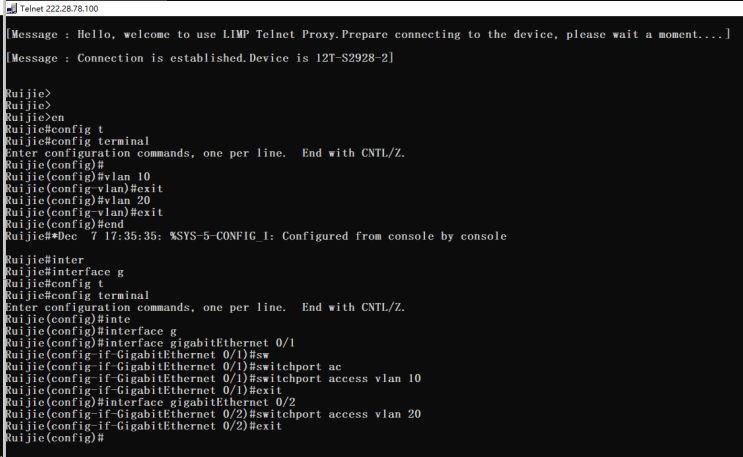 Telnet 222.28.78.100
[Message : Hello, welcome to use LIMP Telnet Proxy.Prepare connecting to the device, please wait a moment....]
[Message : Connection is established.Device is 12T-S2928-2]
Ruijie>
Ruijie>
Ruijie>en
Ruijie#config t
Ruijie#config terminal
Enter configuration commands, one per line.  End with CNTL/Z.
Ruijie(config)#
Ruijie(config)#vlan 10
Ruijie(config-vlan)#exit
Ruijie(config)#vlan 20
Ruijie(config-vlan)#exit
Ruijie(config)#end
Ruijie#*Dec  7 17:35:35: %SYS-5-CONFIG_I: Configured from console by console
Ruijie#inter
Ruijie#interface g
Ruijie#config t
Ruijie#config terminal
Enter configuration commands, one per line.  End with CNTL/Z.
Ruijie(config)#inte
Ruijie(config)#interface g
Ruijie(config)#interface gigabitEthernet 0/1
Ruijie(config-if-GigabitEthernet 0/1)#sw
Ruijie(config-if-GigabitEthernet 0/1)#switchport ac
Ruijie(config-if-GigabitEthernet 0/1)#switchport access vlan 10
Ruijie(config-if-GigabitEthernet 0/1)#exit
Ruijie(config)#interface gigabitEthernet 0/2
Ruijie(config-if-GigabitEthernet 0/2)#switchport access vlan 20
Ruijie(config-if-GigabitEthernet 0/2)#exit
Ruijie(config)#